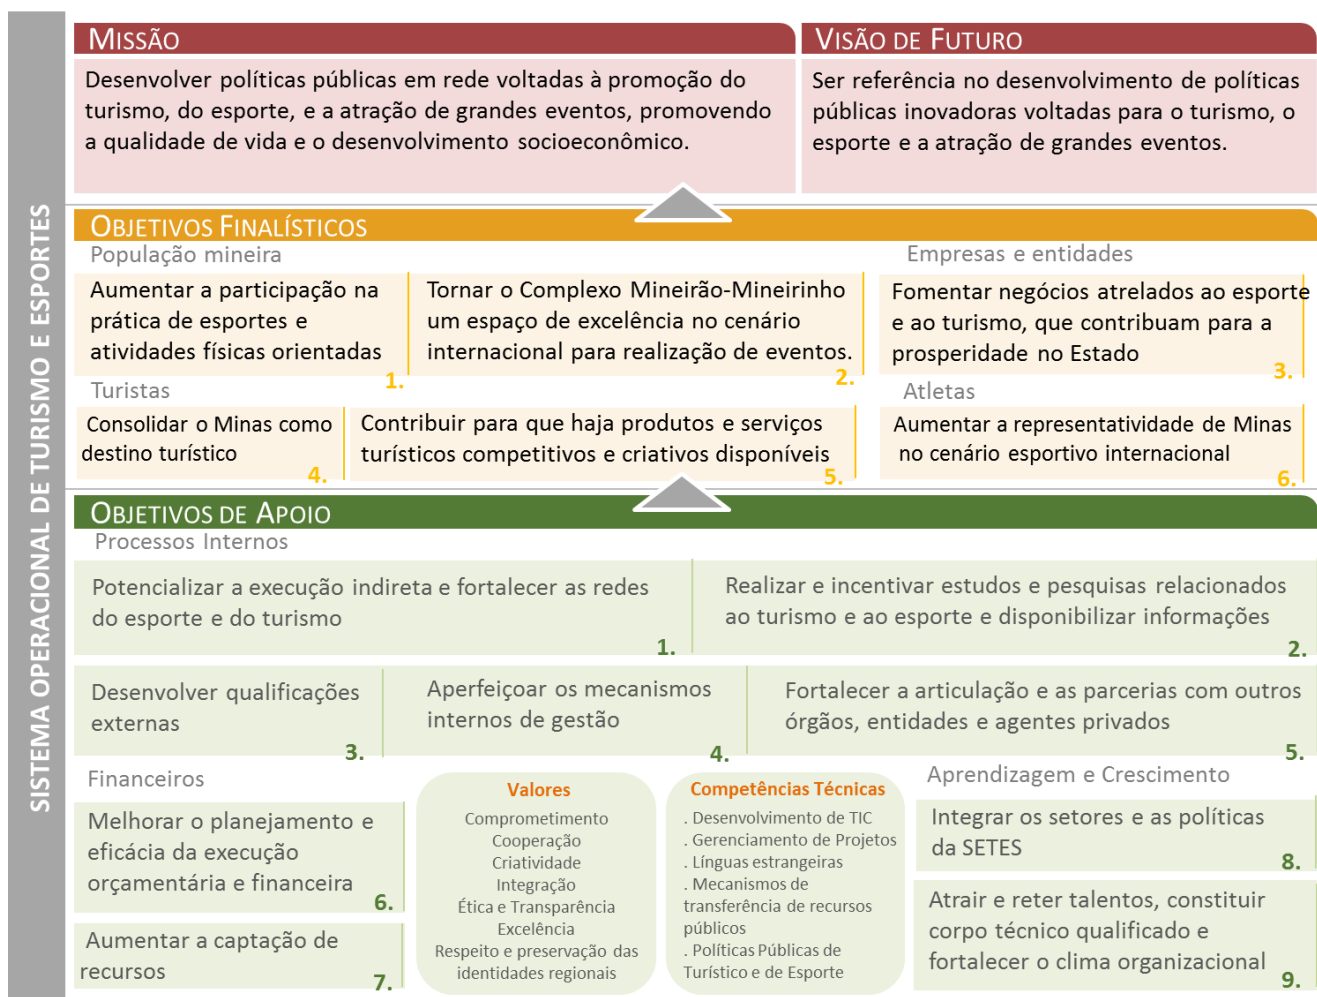 SISTEMA OPERACIONAL DE TURISMO E ESPORTES
MISSÃO
Desenvolver políticas públicas em rede voltadas à promoção do
turismo, do esporte, e a atração de grandes eventos, promovendo
a qualidade de vida e o desenvolvimento socioeconômico.
VISÃO DE FUTURO
Ser referência no desenvolvimento de políticas
públicas inovadoras voltadas para o turismo, o
esporte e a atração de grandes eventos.
OBJETIVOS FINALÍSTICOS
População mineira
Aumentar a participação na
prática de esportes e
atividades físicas orientadas
1.
Tornar o Complexo Mineirão-Mineirinho
um espaço de excelência no cenário
internacional para realização de eventos.
2.
Empresas e entidades
Fomentar negócios atrelados ao esporte
e ao turismo, que contribuam para a
prosperidade no Estado
3.
Turistas
Consolidar o Minas como
destino turístico
4.
Contribuir para que haja produtos e serviços
turísticos competitivos e criativos disponíveis
5.
Atletas
Aumentar a representatividade de Minas
no cenário esportivo internacional
6.
OBJETIVOS DE APOIO
Processos Internos
Potencializar a execução indireta e fortalecer as redes
do esporte e do turismo
1.
Realizar e incentivar estudos e pesquisas relacionados
ao turismo e ao esporte e disponibilizar informações
2.
Desenvolver qualificações
externas
3.
Aperfeiçoar os mecanismos
internos de gestão
4.
Fortalecer a articulação e as parcerias com outros
órgãos, entidades e agentes privados
5.
Financeiros
Melhorar o planejamento e
eficácia da execução
orçamentária e financeira
6.
Aumentar a captação de
recursos
7.
Valores
Comprometimento
Cooperação
Criatividade
Integração
Ética e Transparência
Excelência
Respeito e preservação das
identidades regionais
Competências Técnicas
. Desenvolvimento de TIC
. Gerenciamento de Projetos
. Línguas estrangeiras
. Mecanismos de
transferência de recursos
públicos
. Políticas Públicas de
Turístico e de Esporte
Aprendizagem e Crescimento
Integrar os setores e as políticas
da SETES
8.
Atrair e reter talentos, constituir
corpo técnico qualificado e
fortalecer o clima organizacional
9.